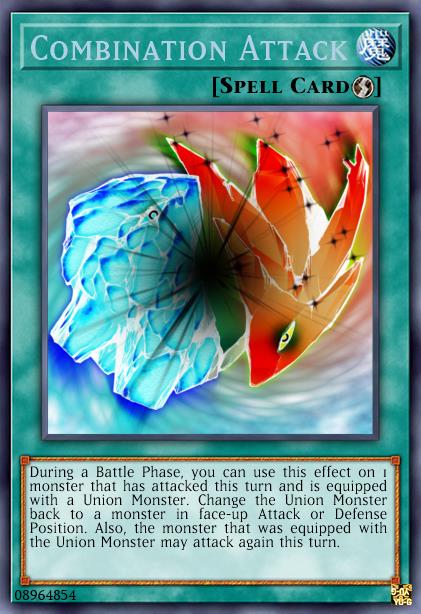 COMBINATION ATTACK 魔
[SPELL CARD]
During a Battle Phase, you can use this effect on 1
monster that has attacked this turn and is equipped
with a Union Monster. Change the Union Monster
back to a monster in face-up Attack or Defense
Position. Also, the monster that was equipped with
the Union Monster may attack again this turn.
08964854